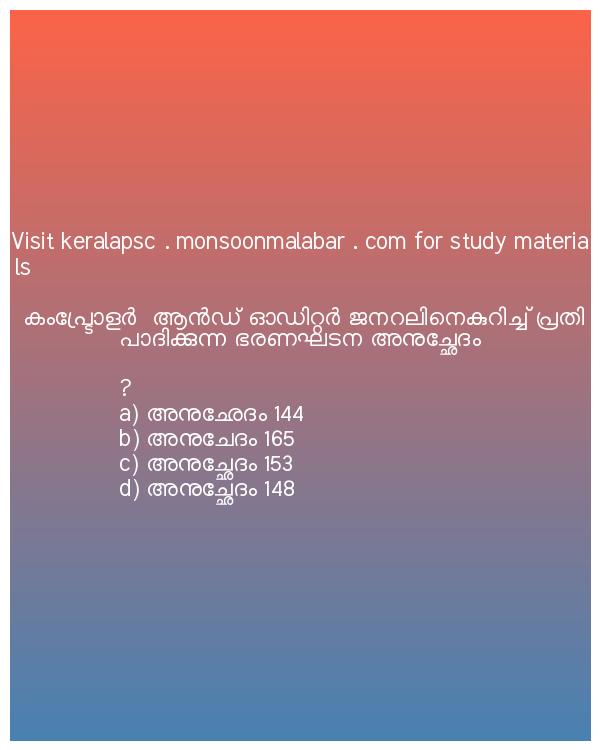 Visit keralapsc . monsoonmalabar . com for study materia
ls
കംപ്ട്രോളർ ആൻഡ് ഓഡിറ്റർ ജനറലിനെകുറിച്ച് പ്രതി
പാദിക്കുന്ന ഭരണഘടന അനുച്ഛേദം
?
a) അനുഛേദം 144
b) അനുചേദം 165
c) അനുച്ഛേദം 153
d) അനുച്ഛേദം 148